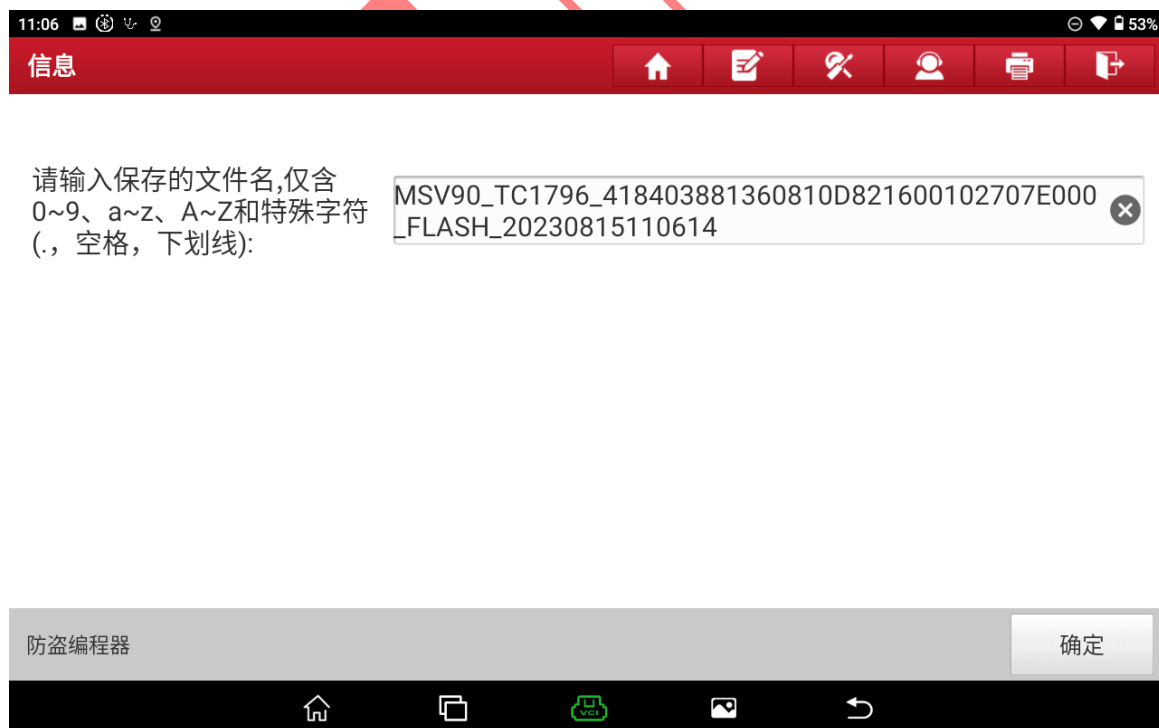 11:06
53%
信息
请输入保存的文件名,仅含
0~9、a~z、A~Z和特殊字符
(.，空格，下划线):
MSV90_TC1796_418403881360810D821600102707E000
_FLASH_20230815110614
防盗编程器
确定
VCI